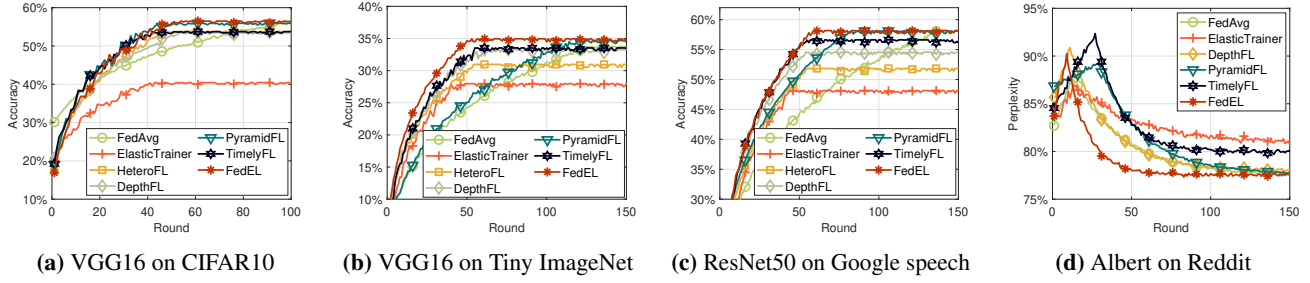 60%
50%
40%
30%
20%
10%
Accuracy
0
20
40
60
80
100
Round
FedAvg
ElasticTrainer
HeteroFL
DepthFL
PyramidFL
TimelyFL
FedEL
(a) VGG16 on CIFAR10
40%
35%
30%
25%
20%
15%
10%
Accuracy
0
50
100
150
Round
FedAvg
ElasticTrainer
HeteroFL
DepthFL
PyramidFL
TimelyFL
FedEL
(b) VGG16 on Tiny ImageNet
60%
55%
50%
45%
40%
35%
30%
Accuracy
0
50
100
150
Round
FedAvg
ElasticTrainer
HeteroFL
DepthFL
PyramidFL
TimelyFL
FedEL
(c) ResNet50 on Google speech
95%
90%
85%
80%
75%
Perplexity
0
50
100
150
Round
FedAvg
ElasticTrainer
DepthFL
PyramidFL
TimelyFL
FedEL
(d) Albert on Reddit